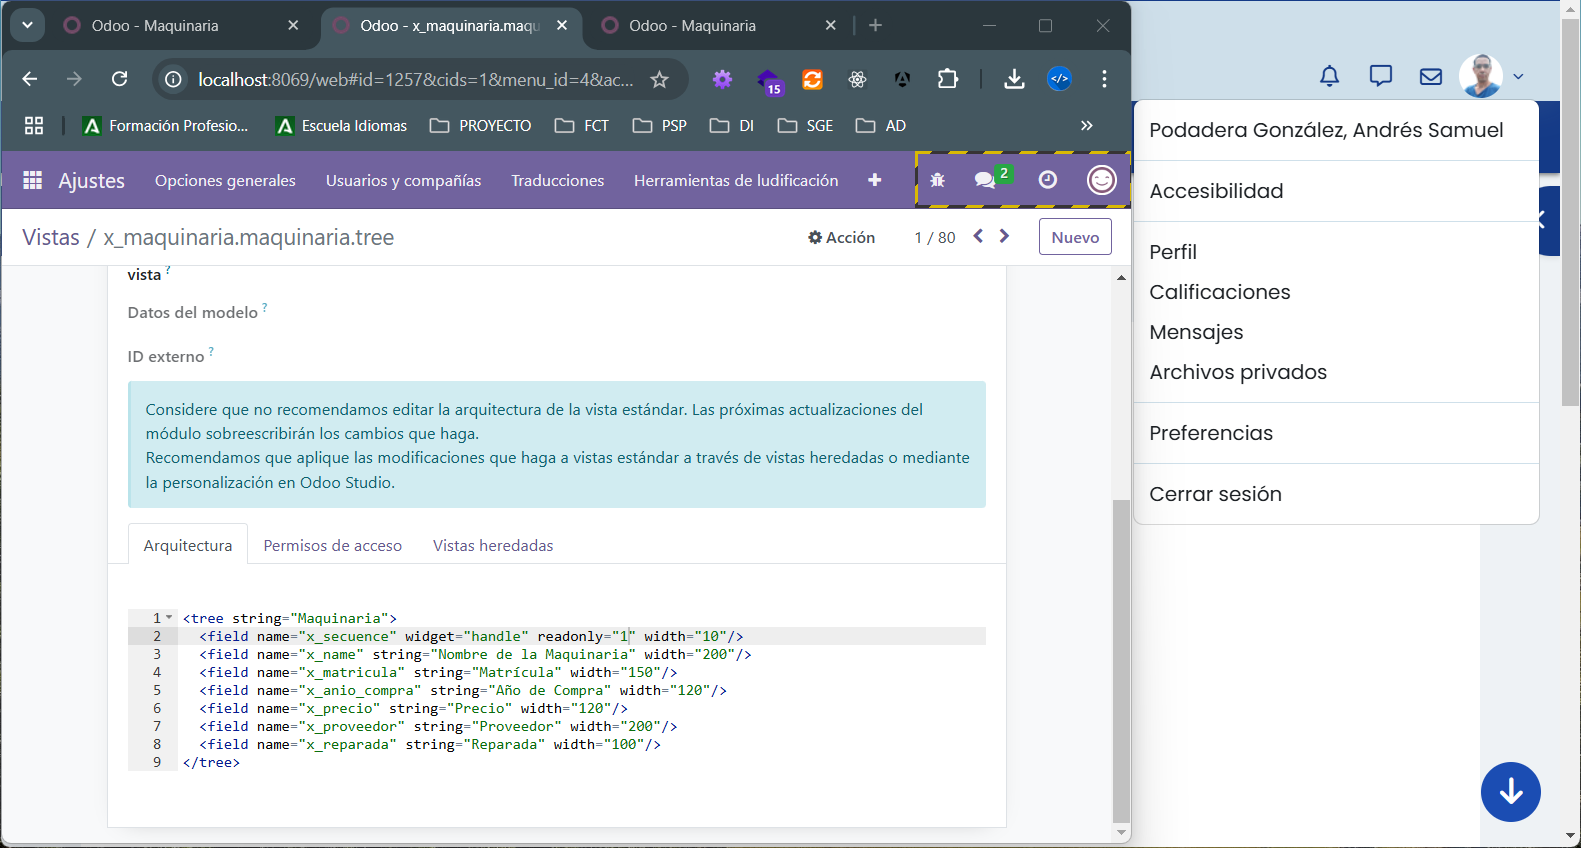 Odoo - Maquinaria
Odoo - x_maquinaria.maqu
Odoo - Maquinaria
localhost:8069/web#id=1257&cids=1&menu_id=4&ac...
15
Formación Profesio...
Escuela Idiomas
PROYECTO
FCT
PSP
DI
SGE
AD
»
Ajustes
Opciones generales
Usuarios y compañías
Traducciones
Herramientas de ludificación
2
Vistas / x_maquinaria.maquinaria.tree
Acción
1 / 80
Nuevo
vista ?
Datos del modelo ?
ID externo ?
Considere que no recomendamos editar la arquitectura de la vista estándar. Las próximas actualizaciones del
módulo sobreescribirán los cambios que haga.
Recomendamos que aplique las modificaciones que haga a vistas estándar a través de vistas heredadas o mediante
la personalización en Odoo Studio.
Arquitectura
Permisos de acceso
Vistas heredadas
1 <tree string="Maquinaria">
2 <field name="x_secuence" widget="handle" readonly="1" width="10"/>
3 <field name="x_name" string="Nombre de la Maquinaria" width="200"/>
4 <field name="x_matricula" string="Matrícula" width="150"/>
5 <field name="x_anio_compra" string="Año de Compra" width="120"/>
6 <field name="x_precio" string="Precio" width="120"/>
7 <field name="x_proveedor" string="Proveedor" width="200"/>
8 <field name="x_reparada" string="Reparada" width="100"/>
9 </tree>
Podadera González, Andrés Samuel
Accesibilidad
Perfil
Calificaciones
Mensajes
Archivos privados
Preferencias
Cerrar sesión